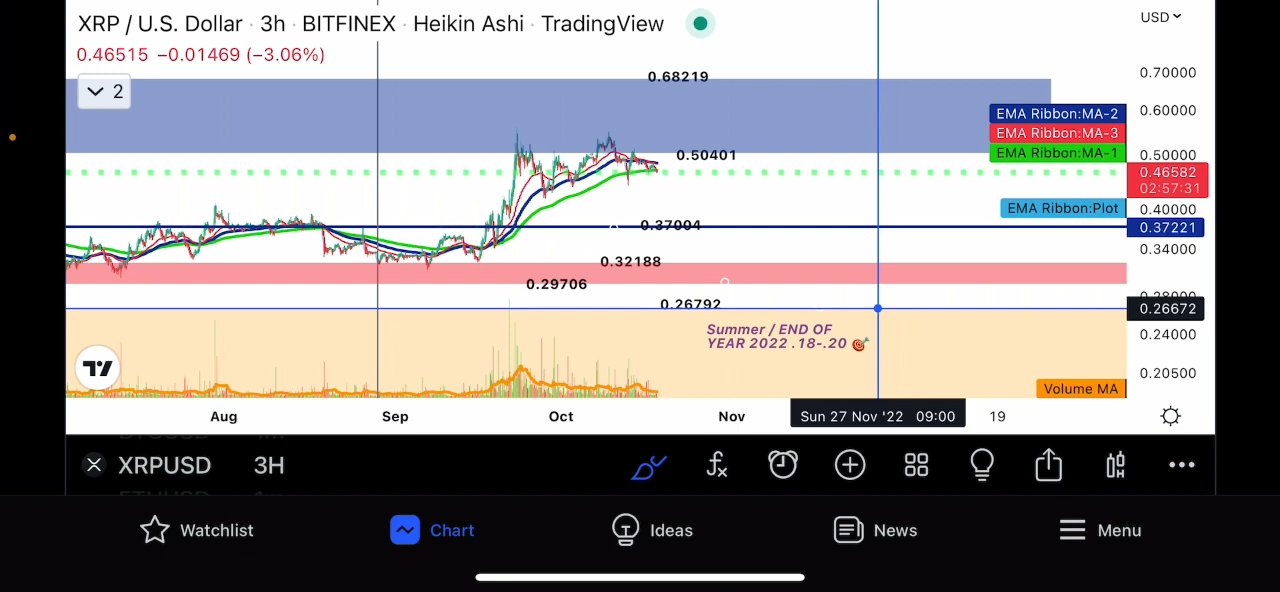 XRP / U.S. Dollar · 3h · BITFINEX · Heikin Ashi · TradingView
USD
0.46515 −0.01469 (−3.06%)
0.68219
0.70000
2
0.60000
EMA Ribbon:MA-2
EMA Ribbon:MA-3
EMA Ribbon:MA-1
0.50401
0.50000
0.46582
02:57:31
EMA Ribbon:Plot
0.40000
0.37004
0.37221
0.34000
0.32188
0.29706
0.28000
0.26792
0.26672
Summer / END OF
YEAR 2022 .18-.20 🎯
0.24000
0.20500
Volume MA
Aug Sep Oct Nov Sun 27 Nov '22 09:00 19
XRPUSD 3H
Watchlist Chart Ideas News Menu